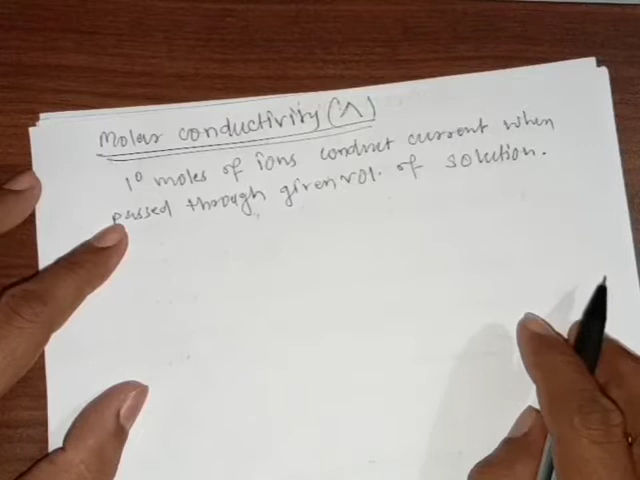 Molar conductivity (Λ)
1° moles of ions conduct current when
passed through given vol. of solution.